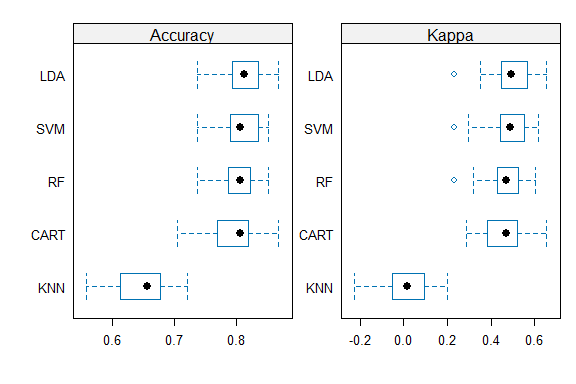 Accuracy Kappa
LDA LDA
SVM SVM
RF RF
CART CART
KNN KNN
0.6 0.7 0.8 -0.2 0.0 0.2 0.4 0.6